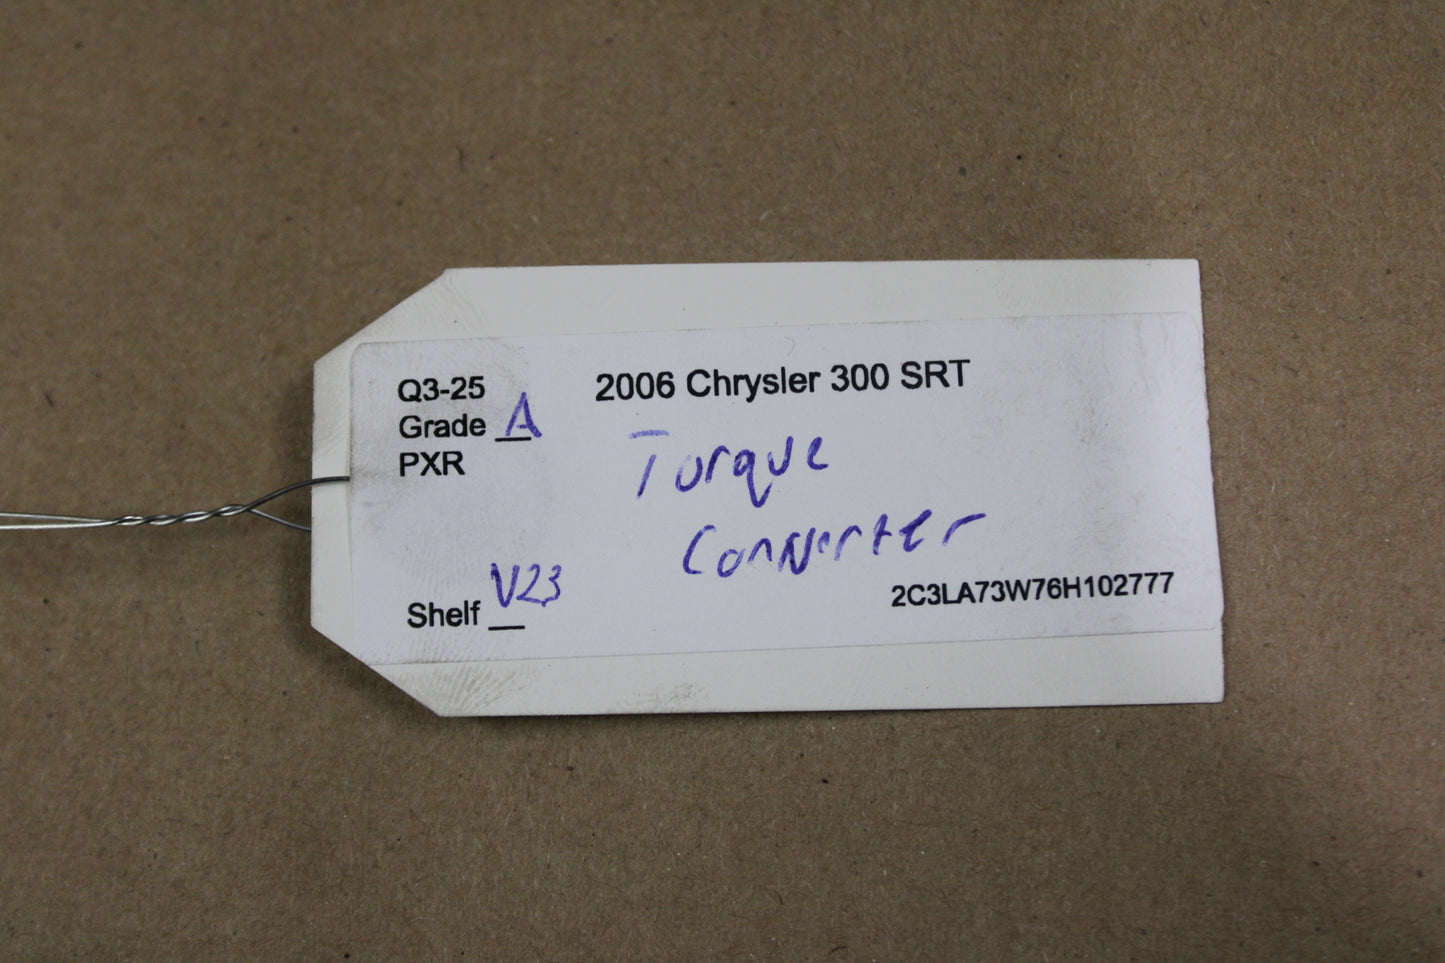 Q3-25 2006 Chrysler 300 SRT
Grade A
PXR
Torque
Converter
Shelf V23
2C3LA73W76H102777